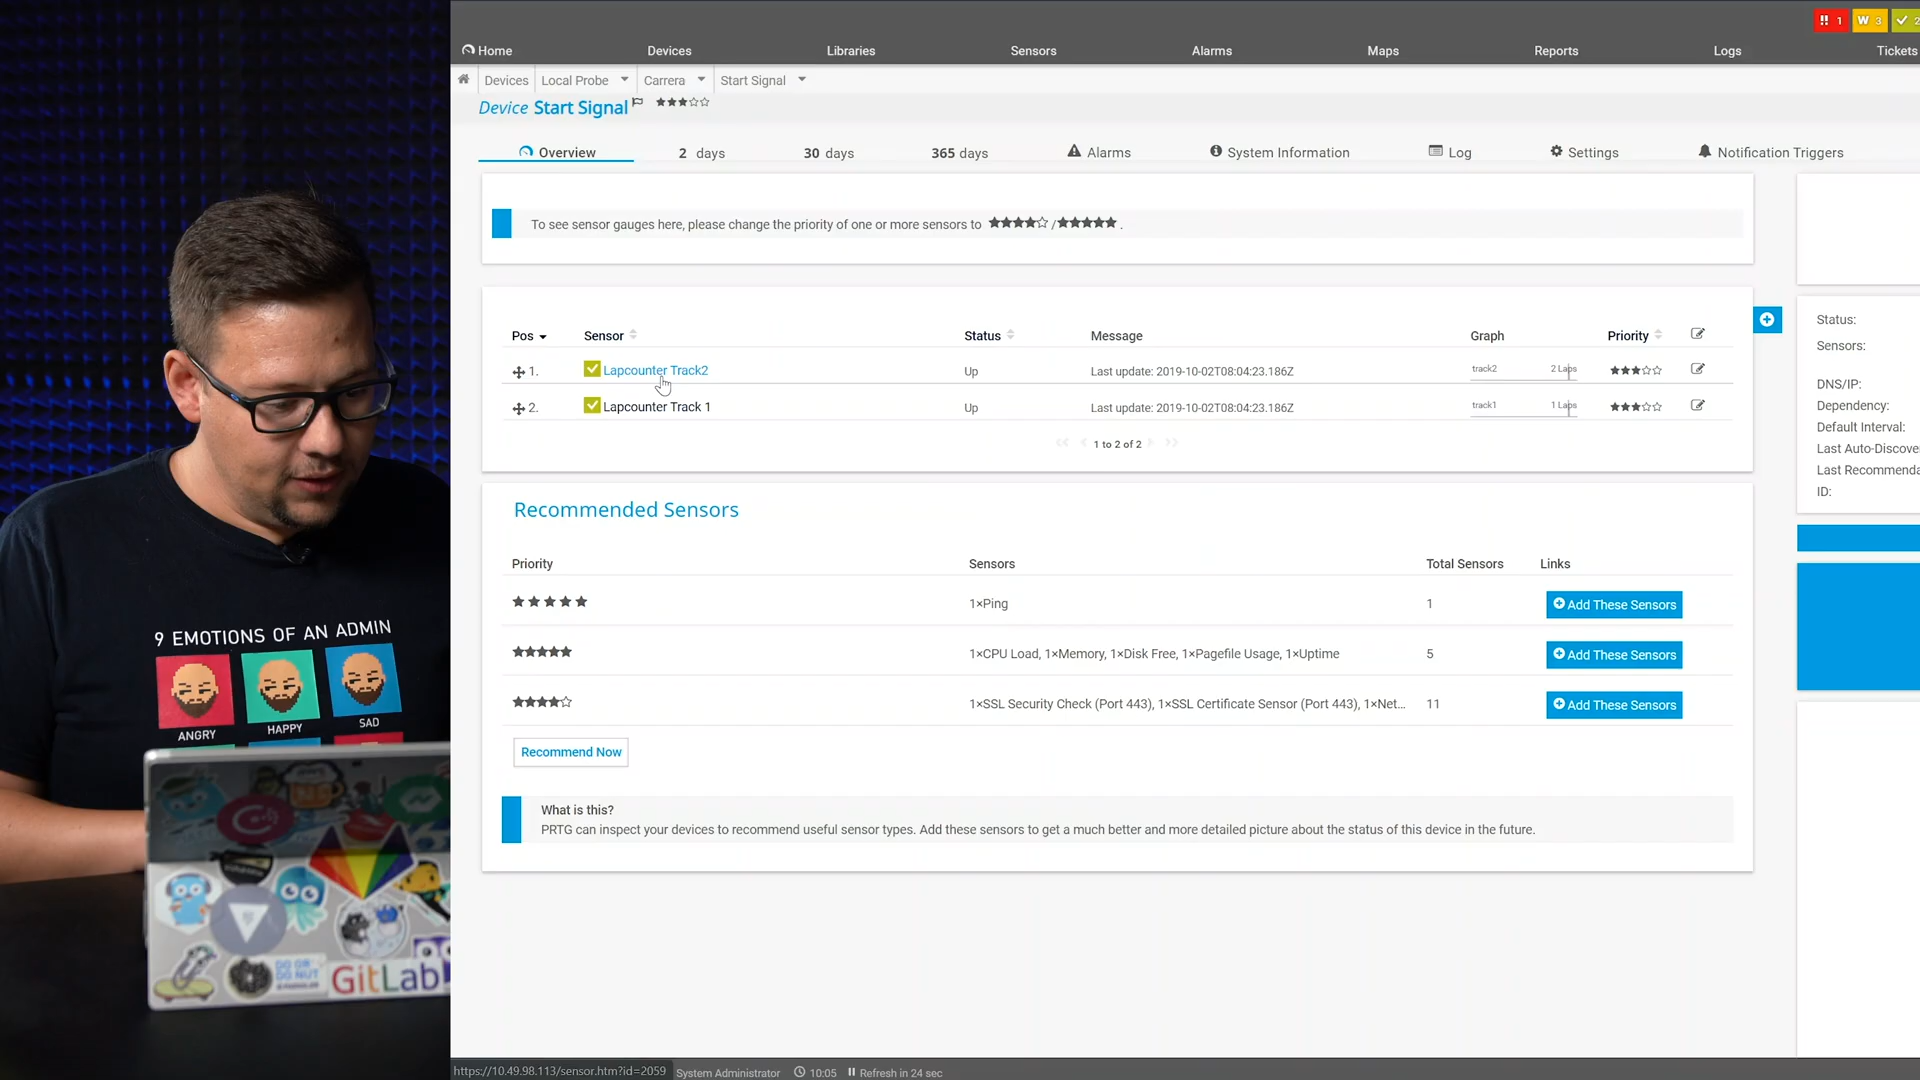 !! 1 W 3 2
Home Devices Libraries Sensors Alarms Maps Reports Logs Tickets
Devices Local Probe Carrera Start Signal
Device Start Signal
Overview 2 days 30 days 365 days Alarms System Information Log Settings Notification Triggers
To see sensor gauges here, please change the priority of one or more sensors to ★★★★☆ /★★★★★ .
Pos Sensor Status Message Graph Priority
1. Lapcounter Track2 Up Last update: 2019-10-02T08:04:23.186Z track2 2 Laps
2. Lapcounter Track 1 Up Last update: 2019-10-02T08:04:23.186Z track1 1 Laps
1 to 2 of 2
Status:
Sensors:
DNS/IP:
Dependency:
Default Interval:
Last Auto-Discove
Last Recommenda
ID:
Recommended Sensors
Priority Sensors Total Sensors Links
1×Ping 1 Add These Sensors
1×CPU Load, 1×Memory, 1×Disk Free, 1×Pagefile Usage, 1×Uptime 5 Add These Sensors
1×SSL Security Check (Port 443), 1×SSL Certificate Sensor (Port 443), 1×Net... 11 Add These Sensors
Recommend Now
What is this?
PRTG can inspect your devices to recommend useful sensor types. Add these sensors to get a much better and more detailed picture about the status of this device in the future.
https://10.49.98.113/sensor.htm?id=2059 System Administrator 10:05 Refresh in 24 sec
9 EMOTIONS OF AN ADMIN
ANGRY HAPPY SAD
GitLab